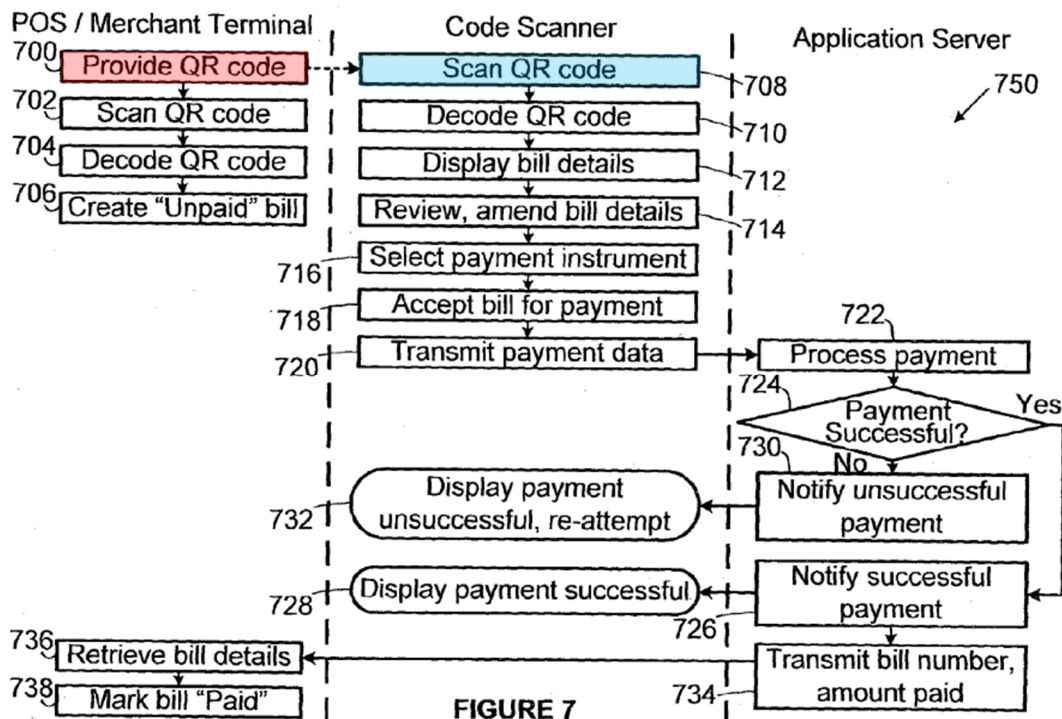 POS / Merchant Terminal
Code Scanner
Application Server
700
Provide QR code
Scan QR code
708
750
702
Scan QR code
Decode QR code
710
704
Decode QR code
Display bill details
712
706
Create “Unpaid” bill
Review, amend bill details
714
716
Select payment instrument
718
Accept bill for payment
720
Transmit payment data
722
Process payment
724
Payment
Successful?
Yes
No
730
Notify unsuccessful
payment
732
Display payment
unsuccessful, re-attempt
728
Display payment successful
726
Notify successful
payment
736
Retrieve bill details
734
Transmit bill number,
amount paid
738
Mark bill “Paid”
FIGURE 7